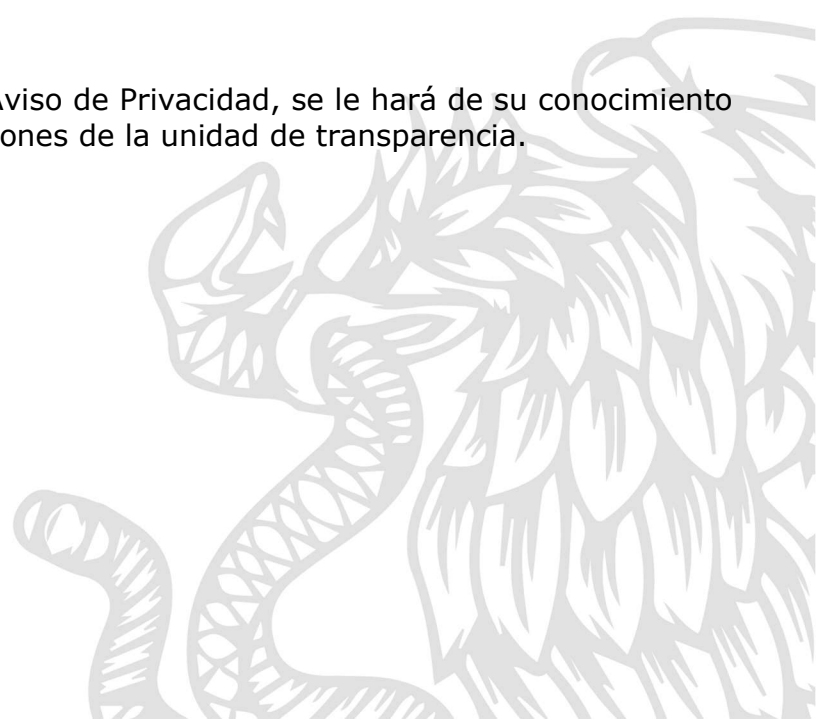 Aviso de Privacidad, se le hará de su conocimiento
ones de la unidad de transparencia.